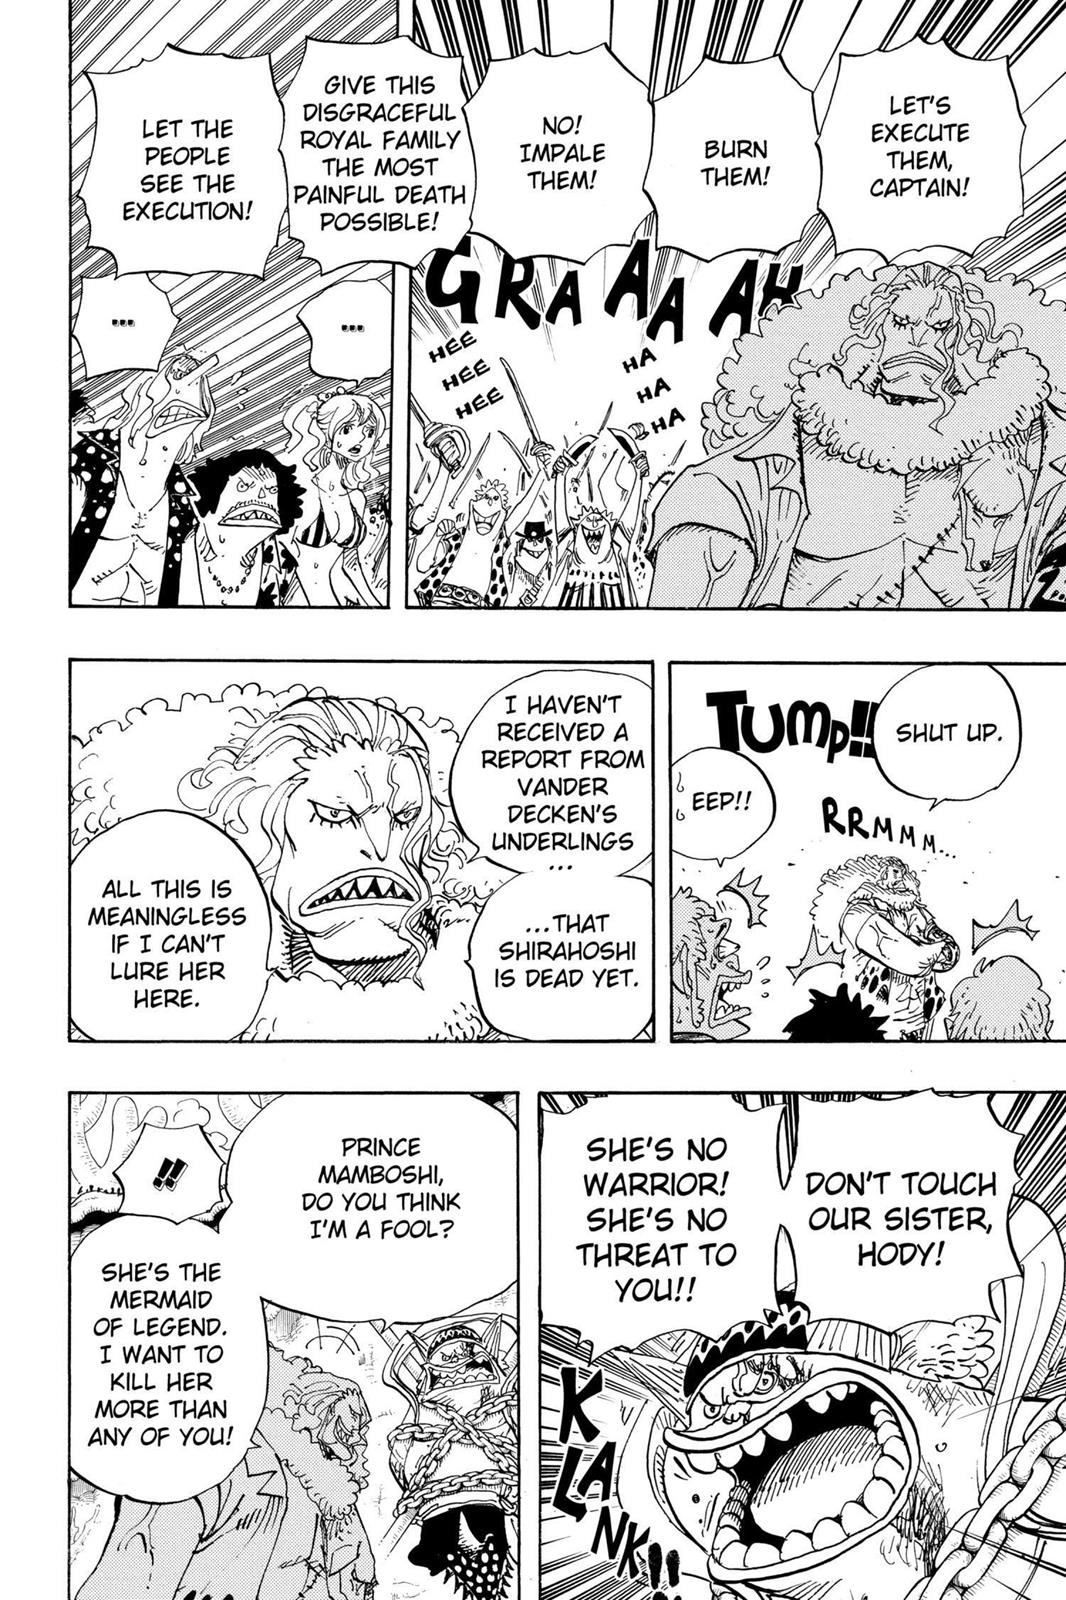 LET'S
EXECUTE
THEM,
CAPTAIN!
BURN
THEM!
NO!
IMPALE
THEM!
GIVE THIS
DISGRACEFUL
ROYAL FAMILY
THE MOST
PAINFUL DEATH
POSSIBLE!
LET THE
PEOPLE
SEE THE
EXECUTION!
GRAAAAAH
HEE
HEE
HEE
HA
HA
HA
...
...
SHUT UP.
TUMP!!
EEP!!
RRMMM...
I HAVEN'T
RECEIVED A
REPORT FROM
VANDER
DECKEN'S
UNDERLINGS
...
...THAT
SHIRAHOSHI
IS DEAD YET.
ALL THIS IS
MEANINGLESS
IF I CAN'T
LURE HER
HERE.
DON'T TOUCH
OUR SISTER,
HODY!
SHE'S NO
WARRIOR!
SHE'S NO
THREAT TO
YOU!!
KLANK!!
PRINCE
MAMBOSHI,
DO YOU THINK
I'M A FOOL?
!!
SHE'S THE
MERMAID
OF LEGEND.
I WANT TO
KILL HER
MORE THAN
ANY OF YOU!